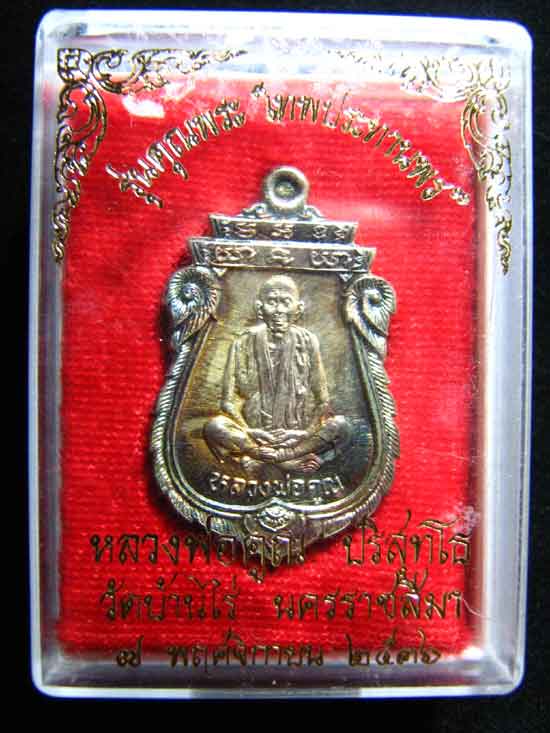 รุ่นคุณพระ "เทพประทานพร"
หลวงพ่อคูณ
หลวงพ่อคูณ ปริสุทโธ
วัดบ้านไร่ นครราชสีมา
๗ พฤศจิกายน ๒๕๓๖